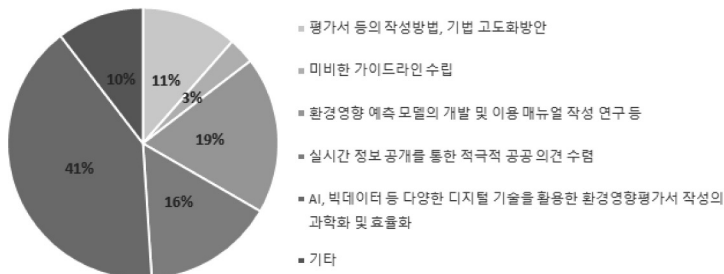 11%
3%
19%
16%
41%
10%
평가서 등의 작성방법, 기법 고도화방안
미비한 가이드라인 수립
환경영향 예측 모델의 개발 및 이용 매뉴얼 작성 연구 등
실시간 정보 공개를 통한 적극적 공공 의견 수렴
AI, 빅데이터 등 다양한 디지털 기술을 활용한 환경영향평가서 작성의
과학화 및 효율화
기타